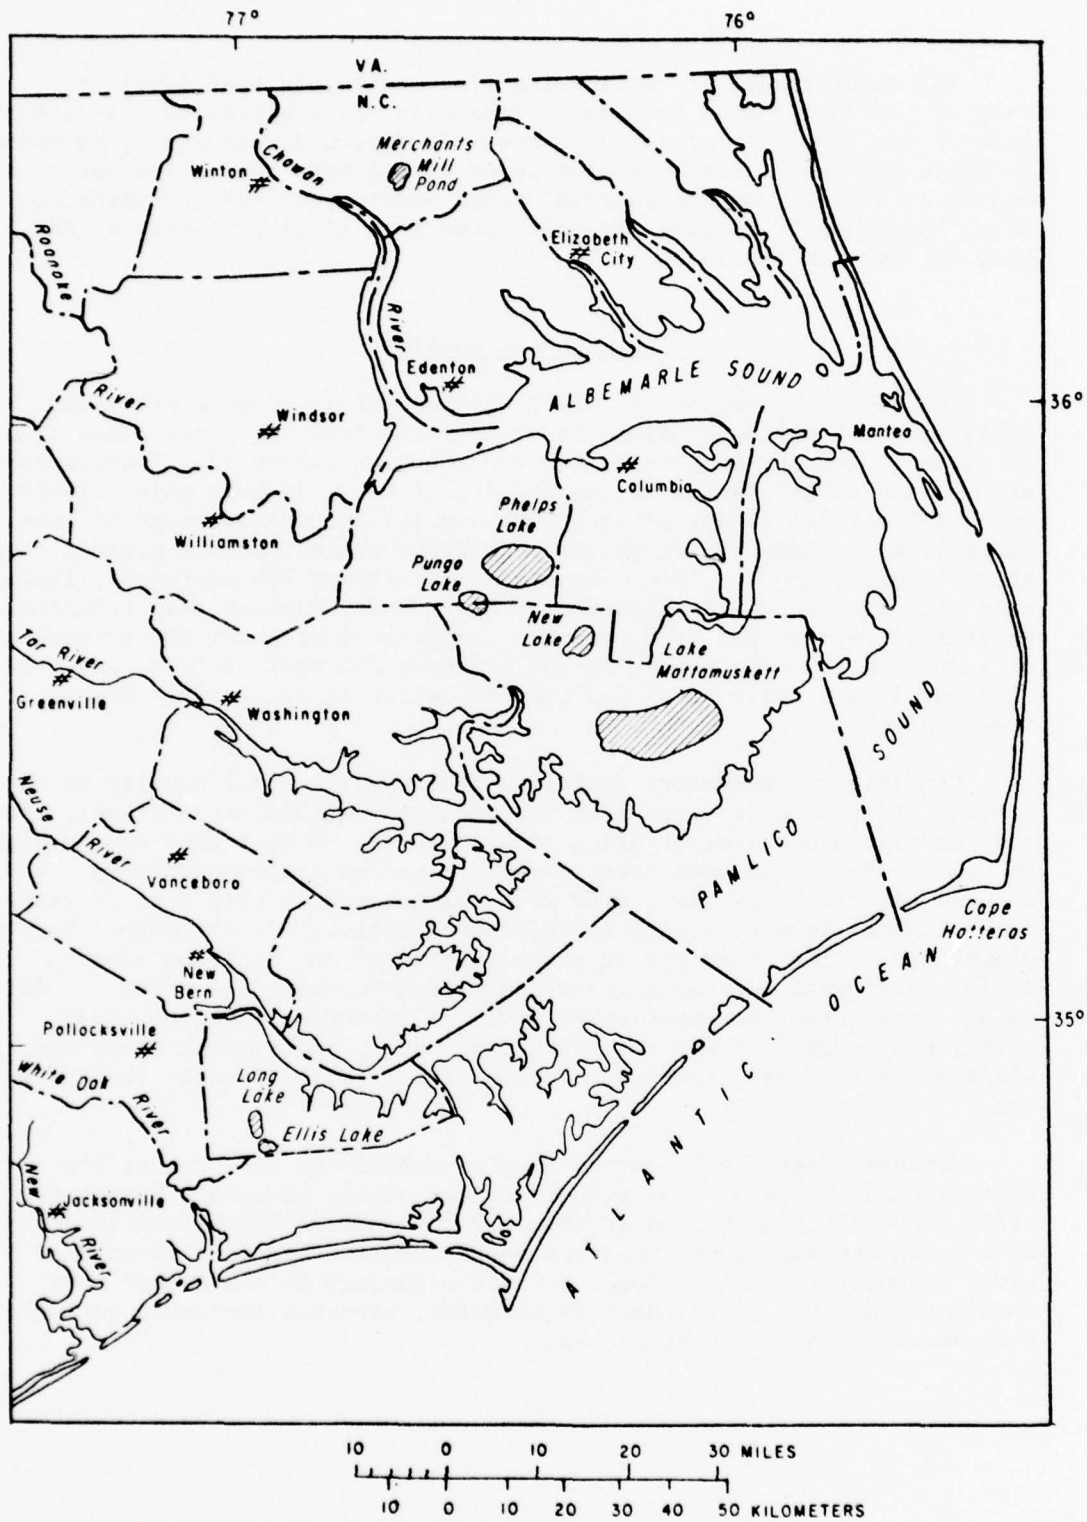 77°
76°
VA.
N.C.
Chowan
Merchants
Mill
Pond
Winton
Roanoke
Elizabeth
City
River
Edenton
ALBEMARLE SOUND
36°
River
Windsor
Manteo
Columbia
Phelps
Lake
Williamston
Pungo
Lake
New
Lake
Lake
Mattamuskett
Tar River
Greenville
Washington
SOUND
Neuse
River
Vanceboro
PAMLICO
Cape
Hatteras
New
Bern
OCEAN
35°
Pollocksville
White Oak
River
Long
Lake
Ellis Lake
ATLANTIC
New
River
Jacksonville
10 0 10 20 30 MILES
10 0 10 20 30 40 50 KILOMETERS